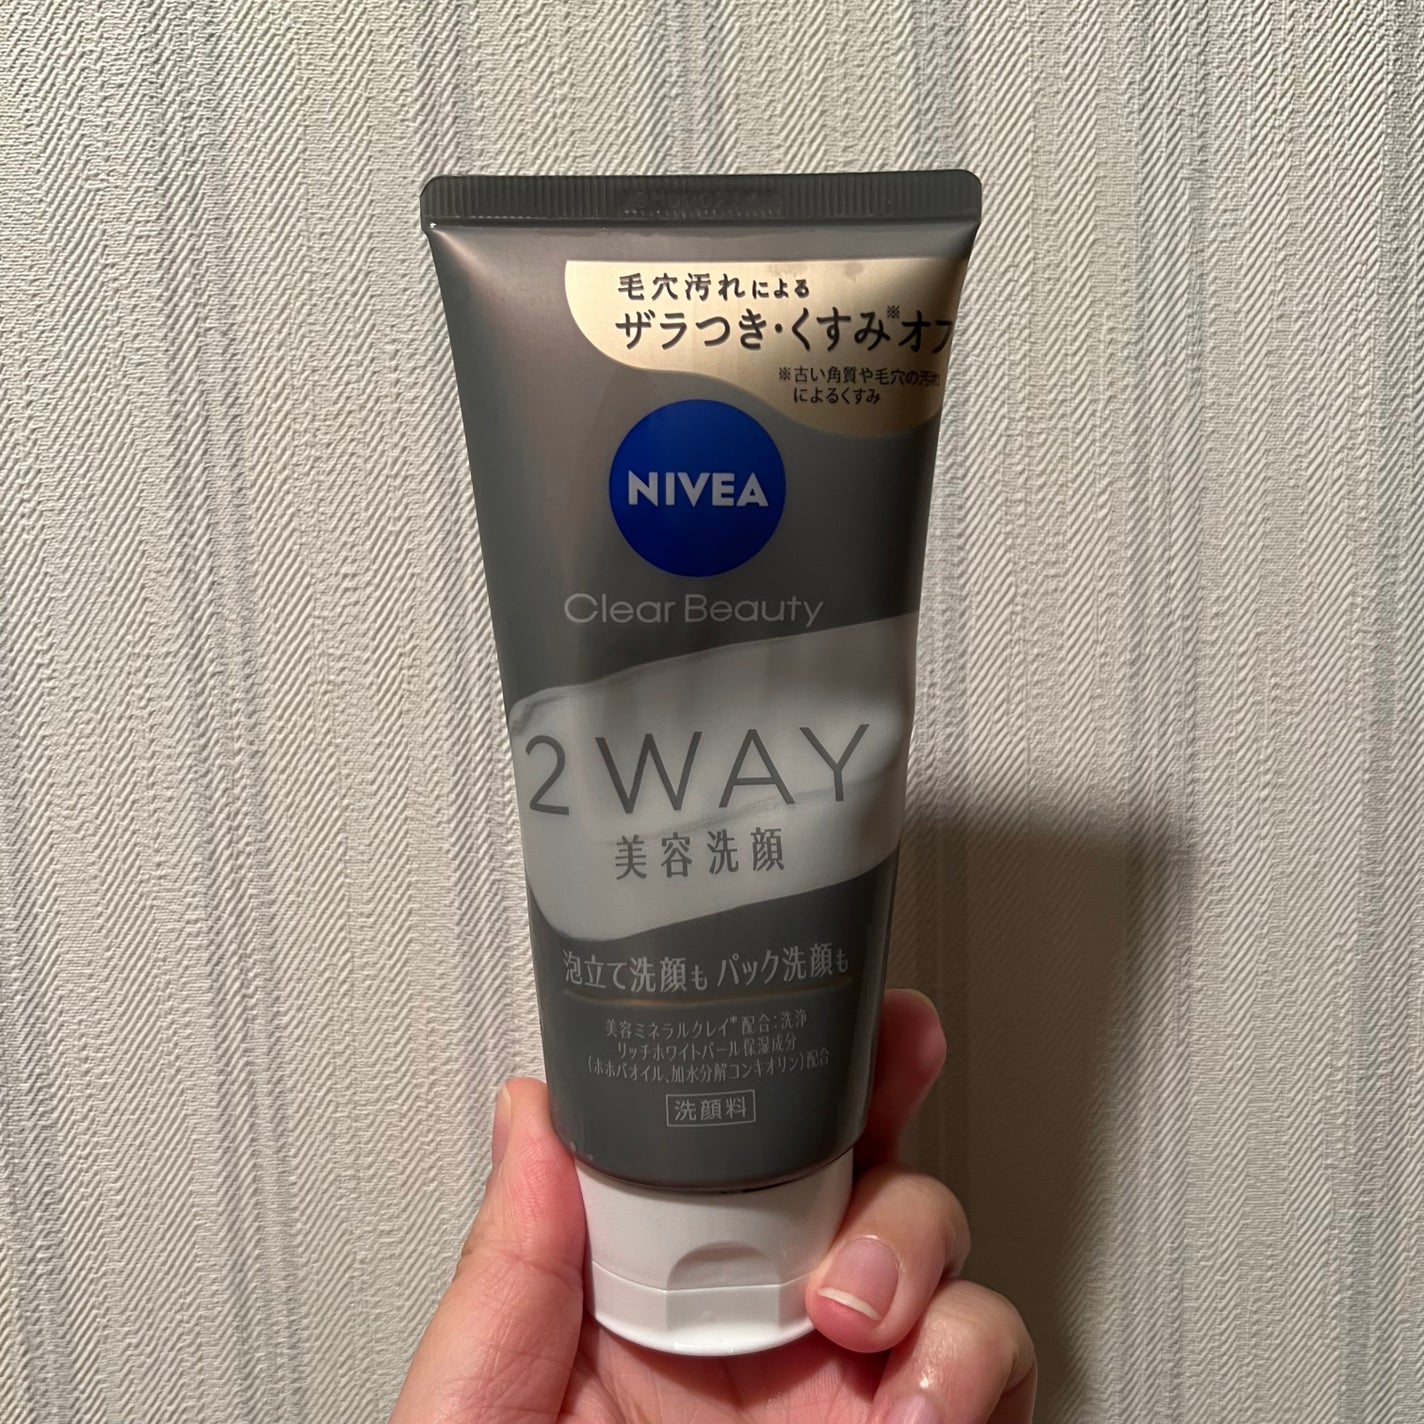 毛穴汚れによる
ザラつき・くすみ※オフ
※古い角質や毛穴の汚れ
によるくすみ
NIVEA
Clear Beauty
2 WAY
美容洗顔
泡立て洗顔も パック洗顔も
美容ミネラルクレイ*配合:洗浄
リッチホワイトパール保湿成分
(ホホバオイル、加水分解コンキオリン)配合
洗顔料